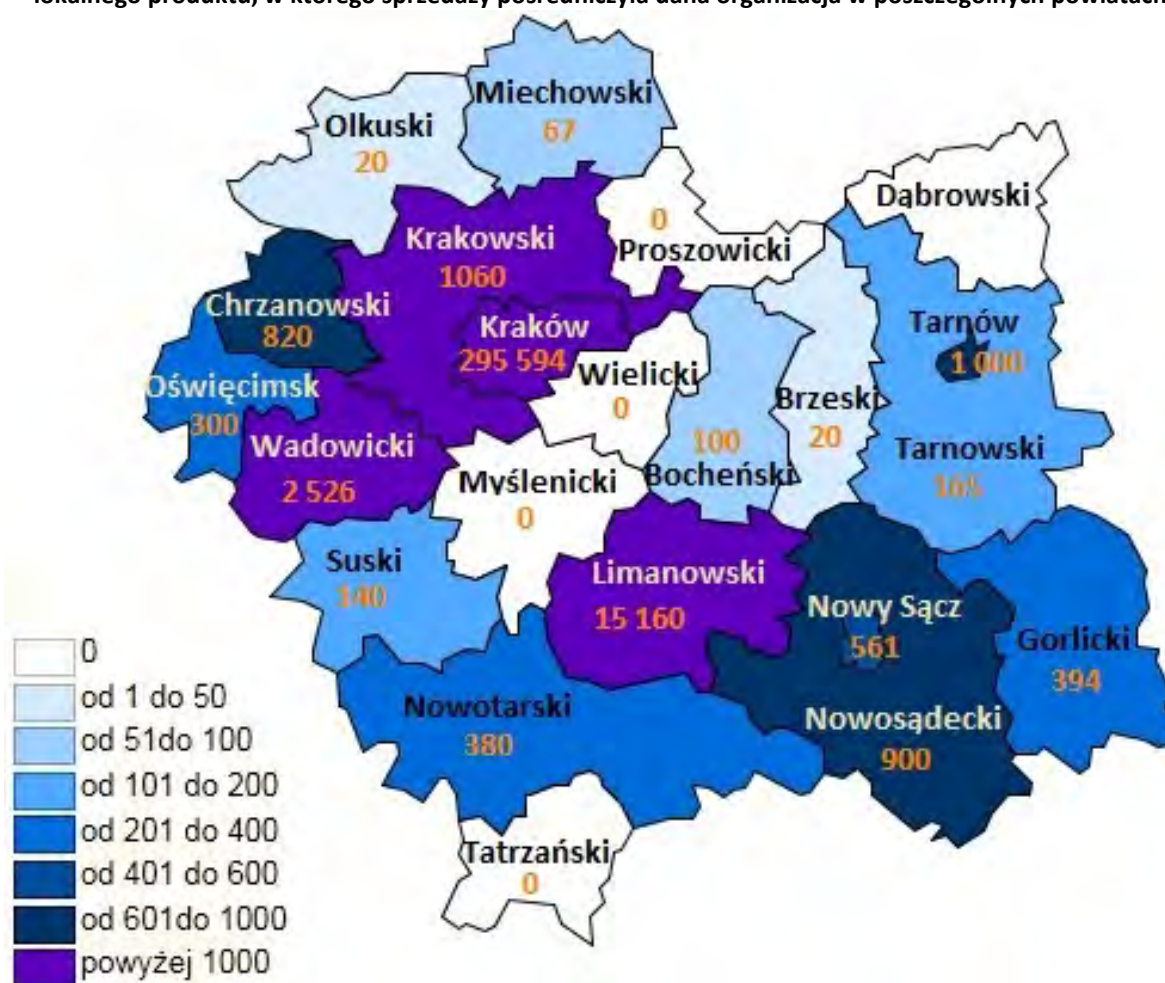 lokalnego produktu, w którego sprzedaży pośredniczyła dana organizacja w poszczególnych powiatach
Miechowski
67
Olkuski
20
Dąbrowski
0
Proszowicki
Krakowski
1060
Chrzanowski
820
Kraków
295 594
Tarnów
1 000
Oświęcimsk
300
Wielicki
0
Brzeski
20
Wadowicki
2 526
100
Bocheński
Tarnowski
165
Myślenicki
0
Suski
140
Limanowski
15 160
Nowy Sącz
561
Gorlicki
394
Nowotarski
380
Nowosądecki
900
Tatrzański
0
0
od 1 do 50
od 51do 100
od 101 do 200
od 201 do 400
od 401 do 600
od 601do 1000
powyżej 1000